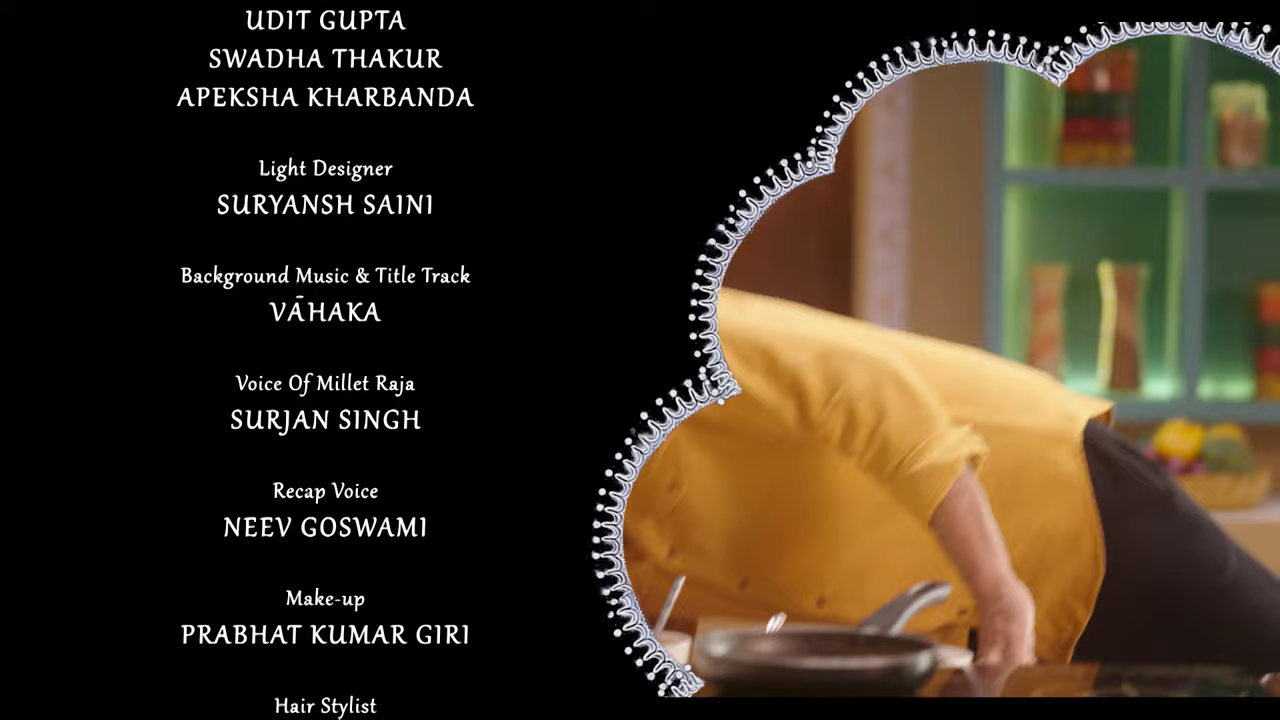 UDIT GUPTA
SWADHA THAKUR
APEKSHA KHARBANDA
Light Designer
SURYANSH SAINI
Background Music & Title Track
VĀHAKA
Voice Of Millet Raja
SURJAN SINGH
Recap Voice
NEEV GOSWAMI
Make-up
PRABHAT KUMAR GIRI
Hair Stylist